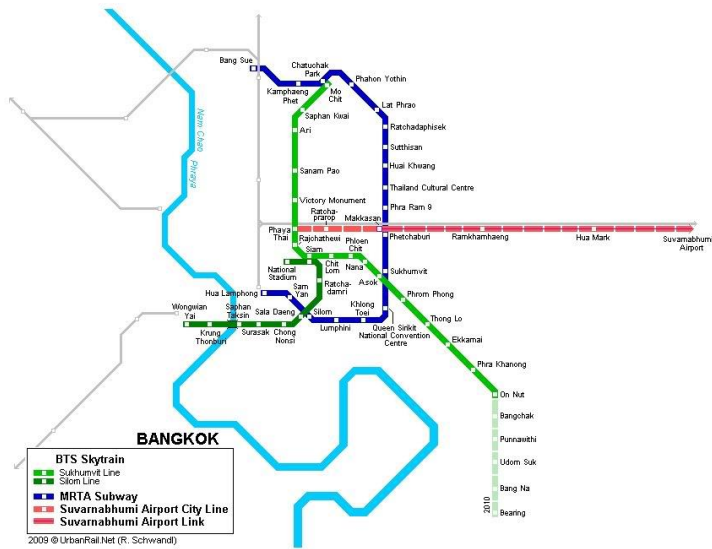 Bang Sue
Chatuchak
Park
Kamphaeng
Phet
Mo
Chit
Phahon Yothin
Saphan Kwai
Lat Phrao
Ari
Ratchadaphisek
Sutthisan
Sanam Pao
Huai Khwang
Thailand Cultural Centre
Victory Monument
Phra Ram 9
Nam Chao
Phraya
Ratcha-
prarop
Makkasan
Phaya
Thai
Rajchathewi
Phloen
Chit
Phetchaburi
Ramkhamhaeng
Hua Mark
Suvarnabhumi
Airport
Siam
National
Stadium
Chit
Lom
Nana
Asok
Sukhumvit
Ratcha-
damri
Sam
Yan
Hua Lamphong
Phrom Phong
Wongwian
Yai
Saphan
Taksin
Sala Daeng
Silom
Khlong
Toei
Thong Lo
Krung
Thonburi
Surasak
Chong
Nonsi
Lumphini
Queen Sirikit
National Convention
Centre
Ekkamai
Phra Khanong
On Nut
Bangchak
Punnawithi
Udom Suk
Bang Na
Bearing
2010
BANGKOK
BTS Skytrain
Sukhumvit Line
Silom Line
MRTA Subway
Suvarnabhumi Airport City Line
Suvarnabhumi Airport Link
2009 © UrbanRail.Net (R. Schwandl)